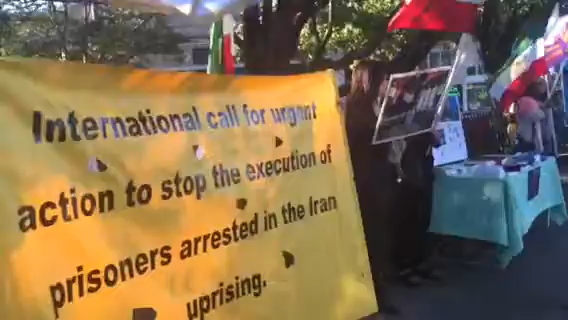 International call for urgent
action to stop the execution of
prisoners arrested in the Iran
uprising.